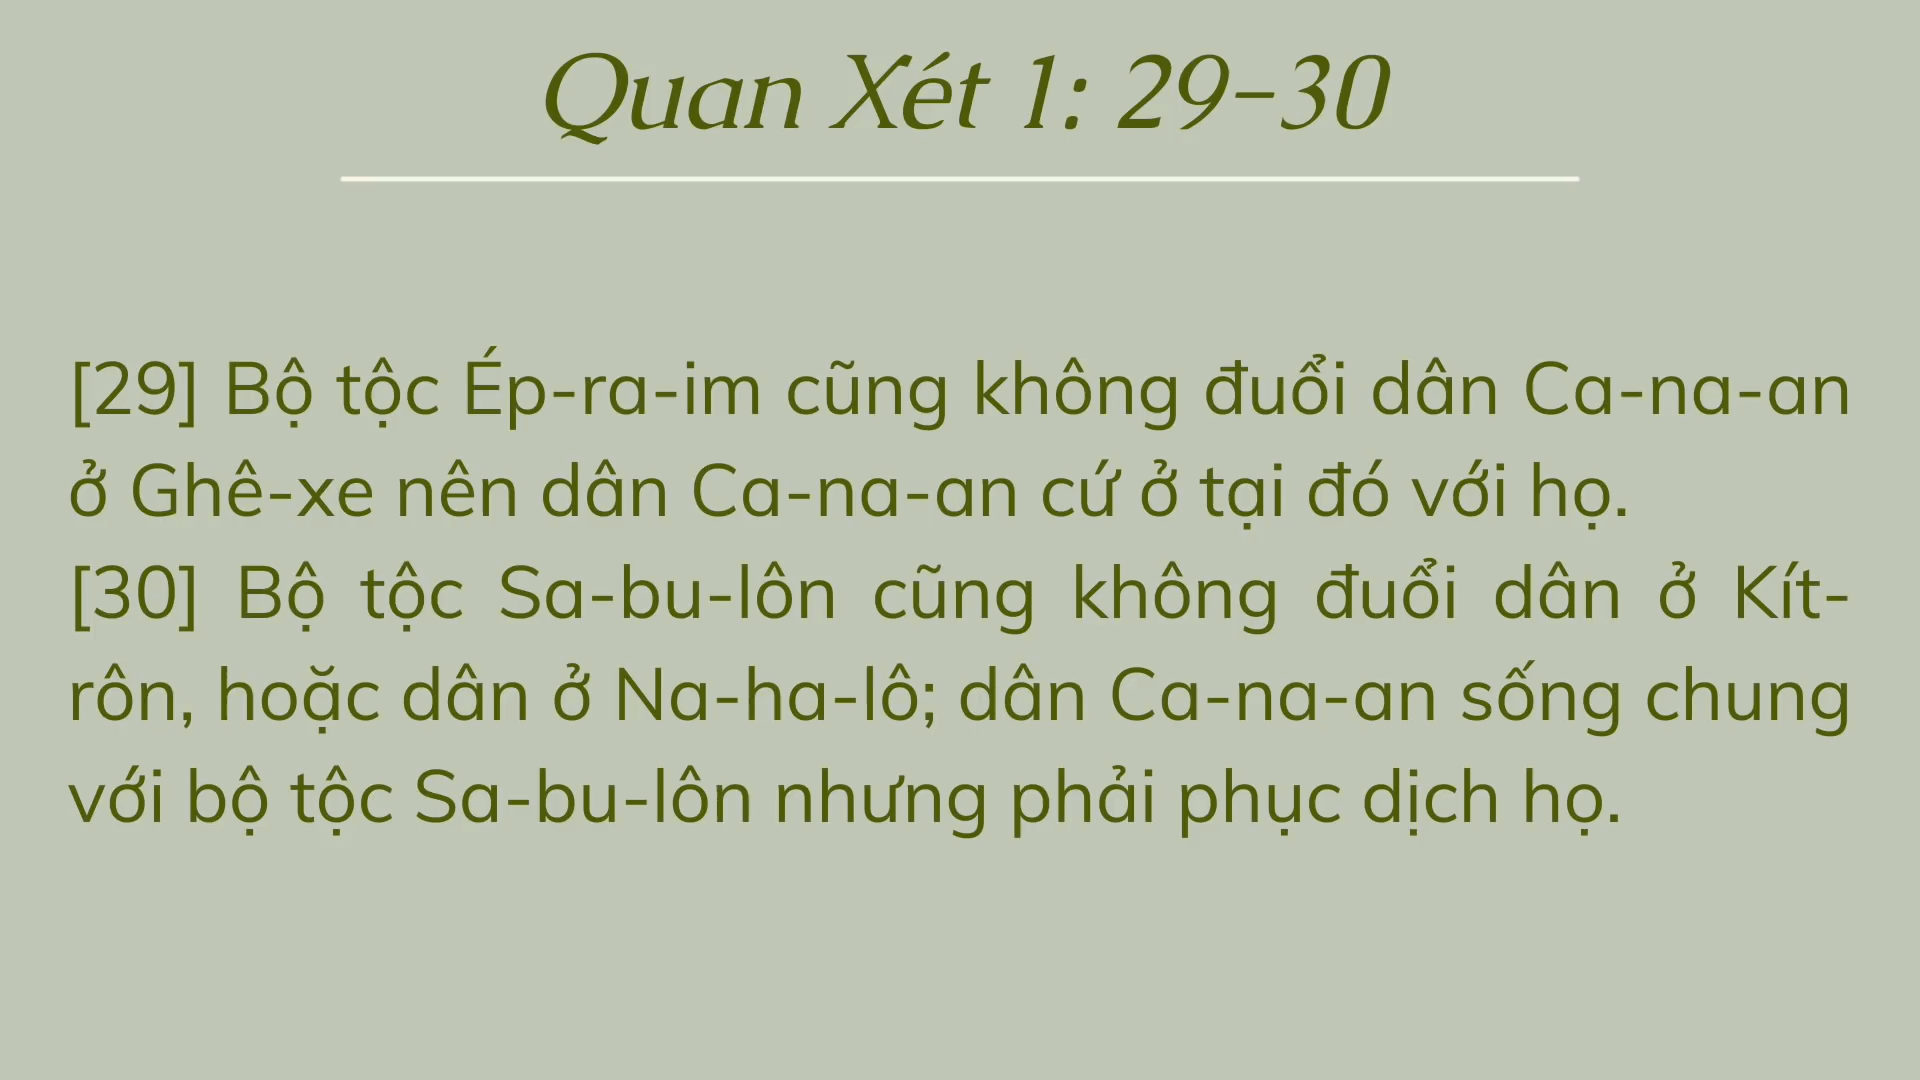 Quan Xét 1: 29-30
[29] Bộ tộc Ép-ra-im cũng không đuổi dân Ca-na-an
ở Ghê-xe nên dân Ca-na-an cứ ở tại đó với họ.
[30] Bộ tộc Sa-bu-lôn cũng không đuổi dân ở Kít-
rôn, hoặc dân ở Na-ha-lô; dân Ca-na-an sống chung
với bộ tộc Sa-bu-lôn nhưng phải phục dịch họ.